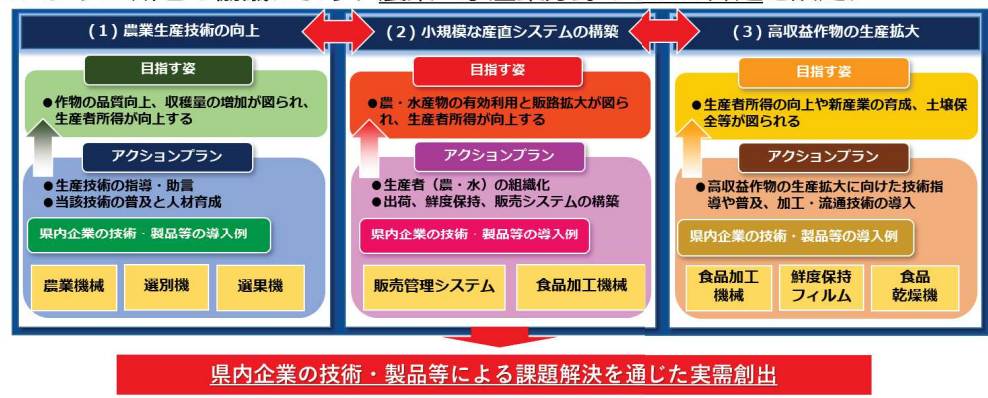 (1)農業生産技術の向上
目指す姿
●作物の品質向上、収穫量の増加が図られ、
生産者所得が向上する
アクションプラン
●生産技術の指導・助言
●当該技術の普及と人材育成
県内企業の技術・製品等の導入例
農業機械
選別機
選果機
(2)小規模な産直システムの構築
目指す姿
●農・水産物の有効利用と販路拡大が図ら
れ、生産者所得が向上する
アクションプラン
●生産者（農・水）の組織化
●出荷、鮮度保持、販売システムの構築
県内企業の技術・製品等の導入例
販売管理システム
食品加工機械
(3)高収益作物の生産拡大
目指す姿
●生産者所得の向上や新産業の育成、土壌保
全等が図られる
アクションプラン
●高収益作物の生産拡大に向けた技術指
導や普及、加工・流通技術の導入
県内企業の技術・製品等の導入例
食品加工
機械
鮮度保持
フィルム
食品
乾燥機
県内企業の技術・製品等による課題解決を通じた実需創出